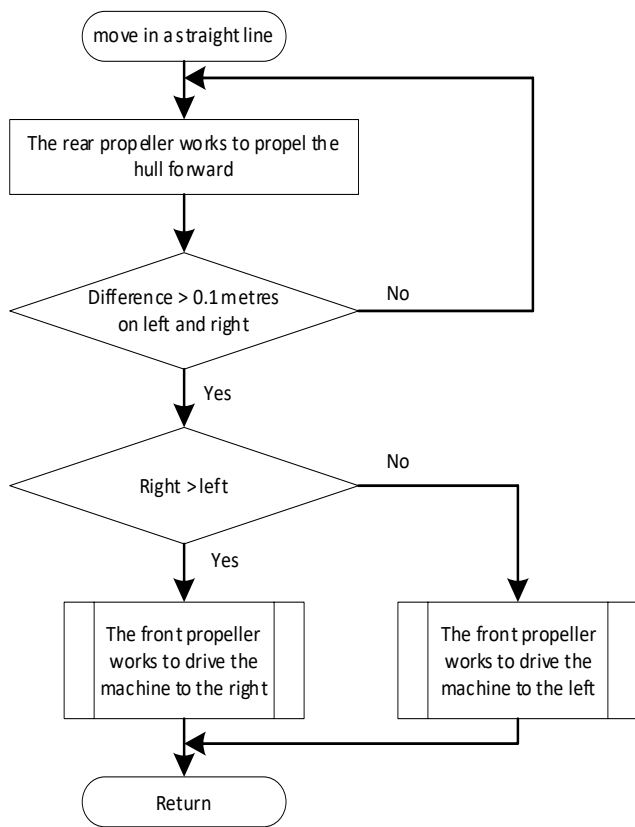 move in a straight line
The rear propeller works to propel the
hull forward
Difference > 0.1 metres
on left and right
No
Yes
Right > left
No
Yes
The front propeller
works to drive the
machine to the right
The front propeller
works to drive the
machine to the left
Return